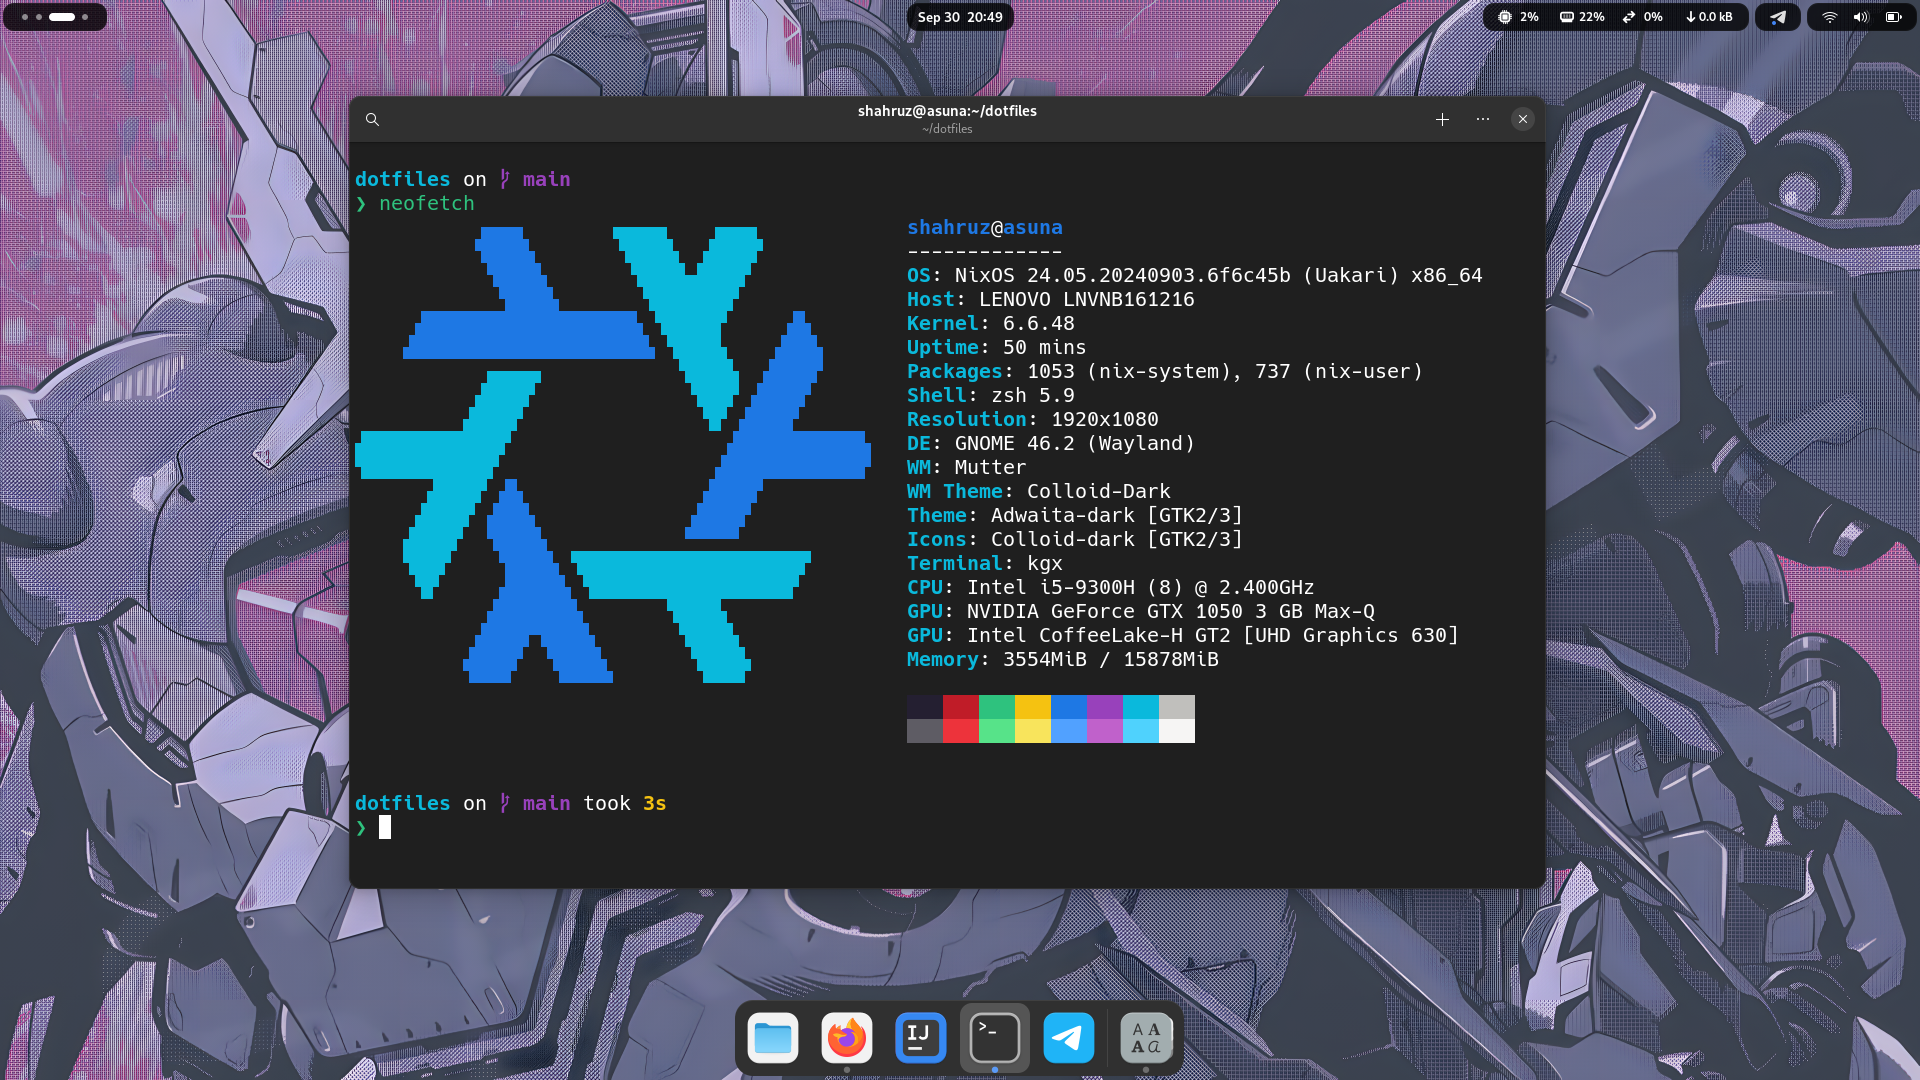 Sep 30 20:49
2% 22% 0% 0.0 kB
shahruz@asuna:~/dotfiles
~/dotfiles
dotfiles on main
❯ neofetch
shahruz@asuna
-------------
OS: NixOS 24.05.20240903.6f6c45b (Uakari) x86_64
Host: LENOVO LNVNB161216
Kernel: 6.6.48
Uptime: 50 mins
Packages: 1053 (nix-system), 737 (nix-user)
Shell: zsh 5.9
Resolution: 1920x1080
DE: GNOME 46.2 (Wayland)
WM: Mutter
WM Theme: Colloid-Dark
Theme: Adwaita-dark [GTK2/3]
Icons: Colloid-dark [GTK2/3]
Terminal: kgx
CPU: Intel i5-9300H (8) @ 2.400GHz
GPU: NVIDIA GeForce GTX 1050 3 GB Max-Q
GPU: Intel CoffeeLake-H GT2 [UHD Graphics 630]
Memory: 3554MiB / 15878MiB
dotfiles on main took 3s
❯
IJ
>_
A A
A a